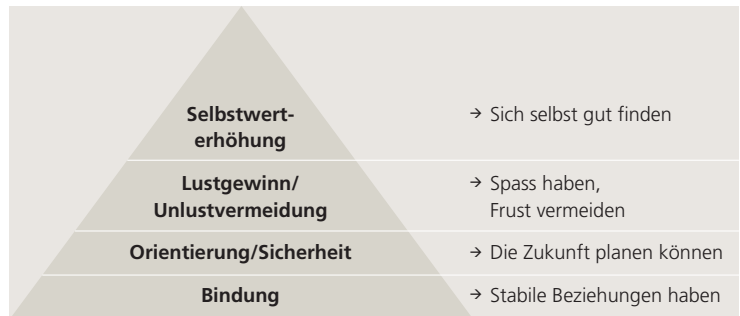 Selbstwert-
erhöhung
→ Sich selbst gut finden
Lustgewinn/
Unlustvermeidung
→ Spass haben,
Frust vermeiden
Orientierung/Sicherheit
→ Die Zukunft planen können
Bindung
→ Stabile Beziehungen haben